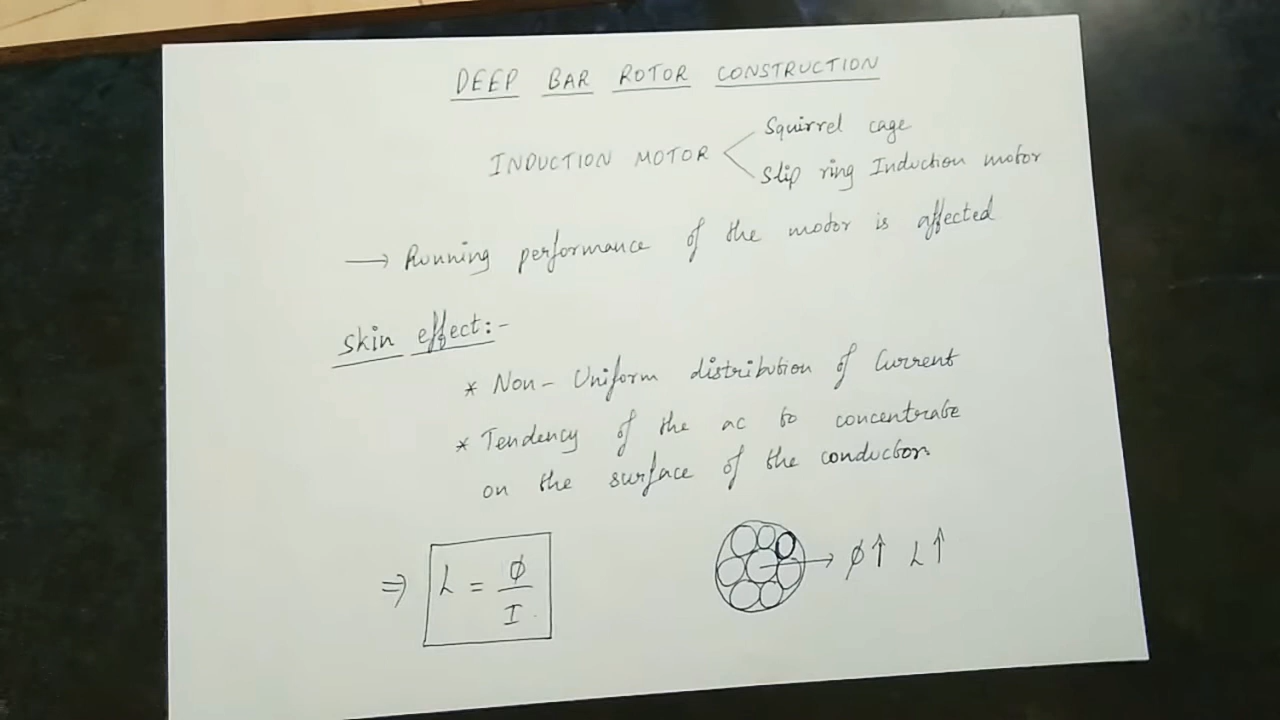 DEEP BAR ROTOR CONSTRUCTION
INDUCTION MOTOR
Squirrel cage
Slip ring Induction motor
→ Running performance of the motor is affected
Skin effect:-
* Non-Uniform distribution of Current
* Tendency of the ac to concentrate
on the surface of the conductor.
⇒ L = ϕ / I
→ ϕ↑ L↑